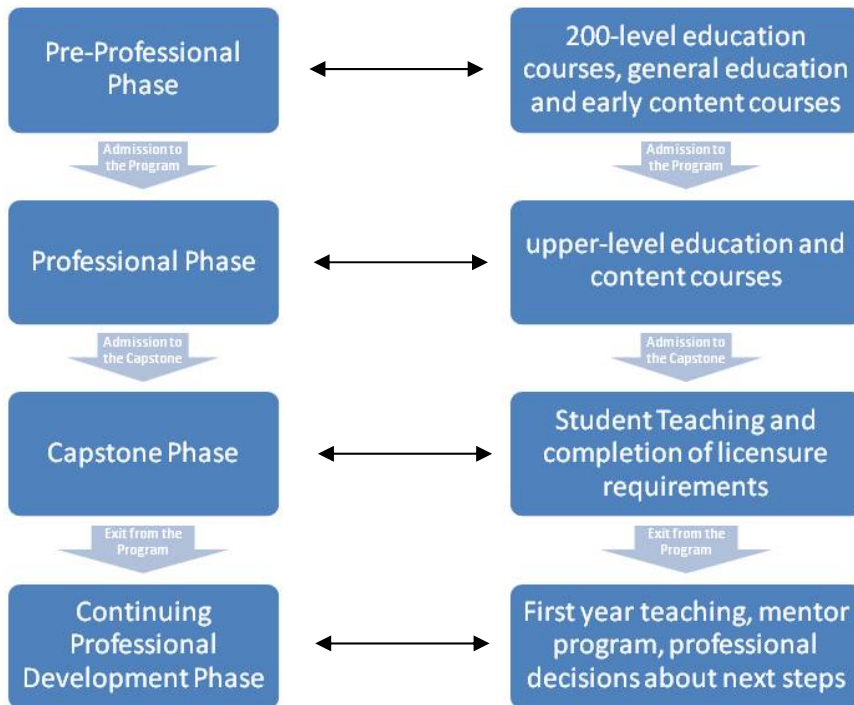 Pre-Professional
Phase
200-level education
courses, general education
and early content courses
Admission to
the Program
Admission to
the Program
Professional Phase
upper-level education and
content courses
Admission to
the Capstone
Admission to
the Capstone
Capstone Phase
Student Teaching and
completion of licensure
requirements
Exit from the
Program
Exit from the
Program
Continuing
Professional
Development Phase
First year teaching, mentor
program, professional
decisions about next steps